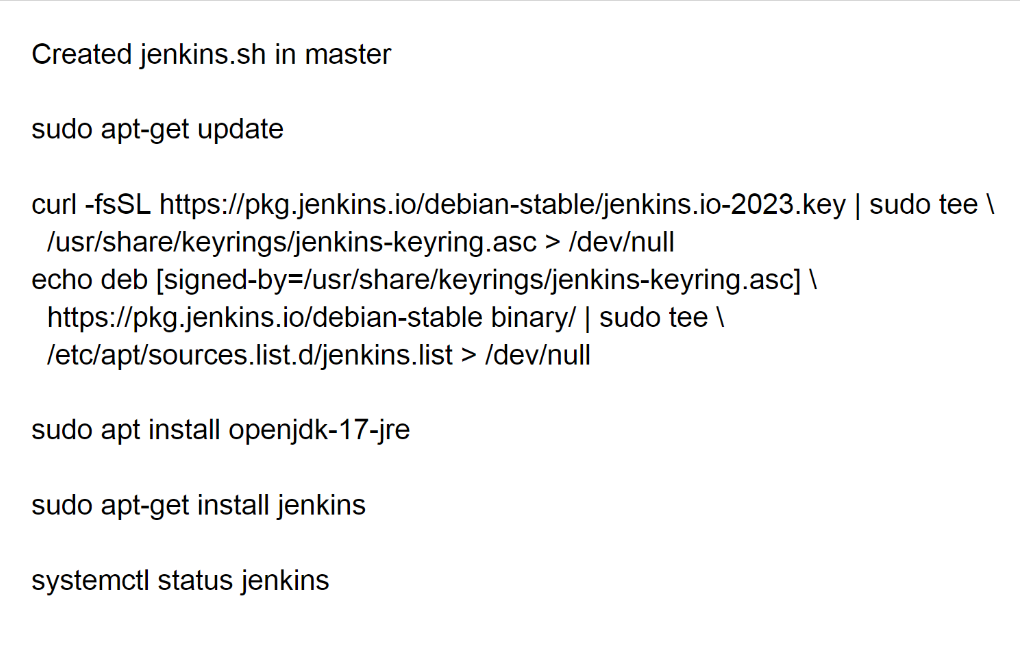 Created jenkins.sh in master
sudo apt-get update
curl -fsSL https://pkg.jenkins.io/debian-stable/jenkins.io-2023.key | sudo tee \
/usr/share/keyrings/jenkins-keyring.asc > /dev/null
echo deb [signed-by=/usr/share/keyrings/jenkins-keyring.asc] \
https://pkg.jenkins.io/debian-stable binary/ | sudo tee \
/etc/apt/sources.list.d/jenkins.list > /dev/null
sudo apt install openjdk-17-jre
sudo apt-get install jenkins
systemctl status jenkins